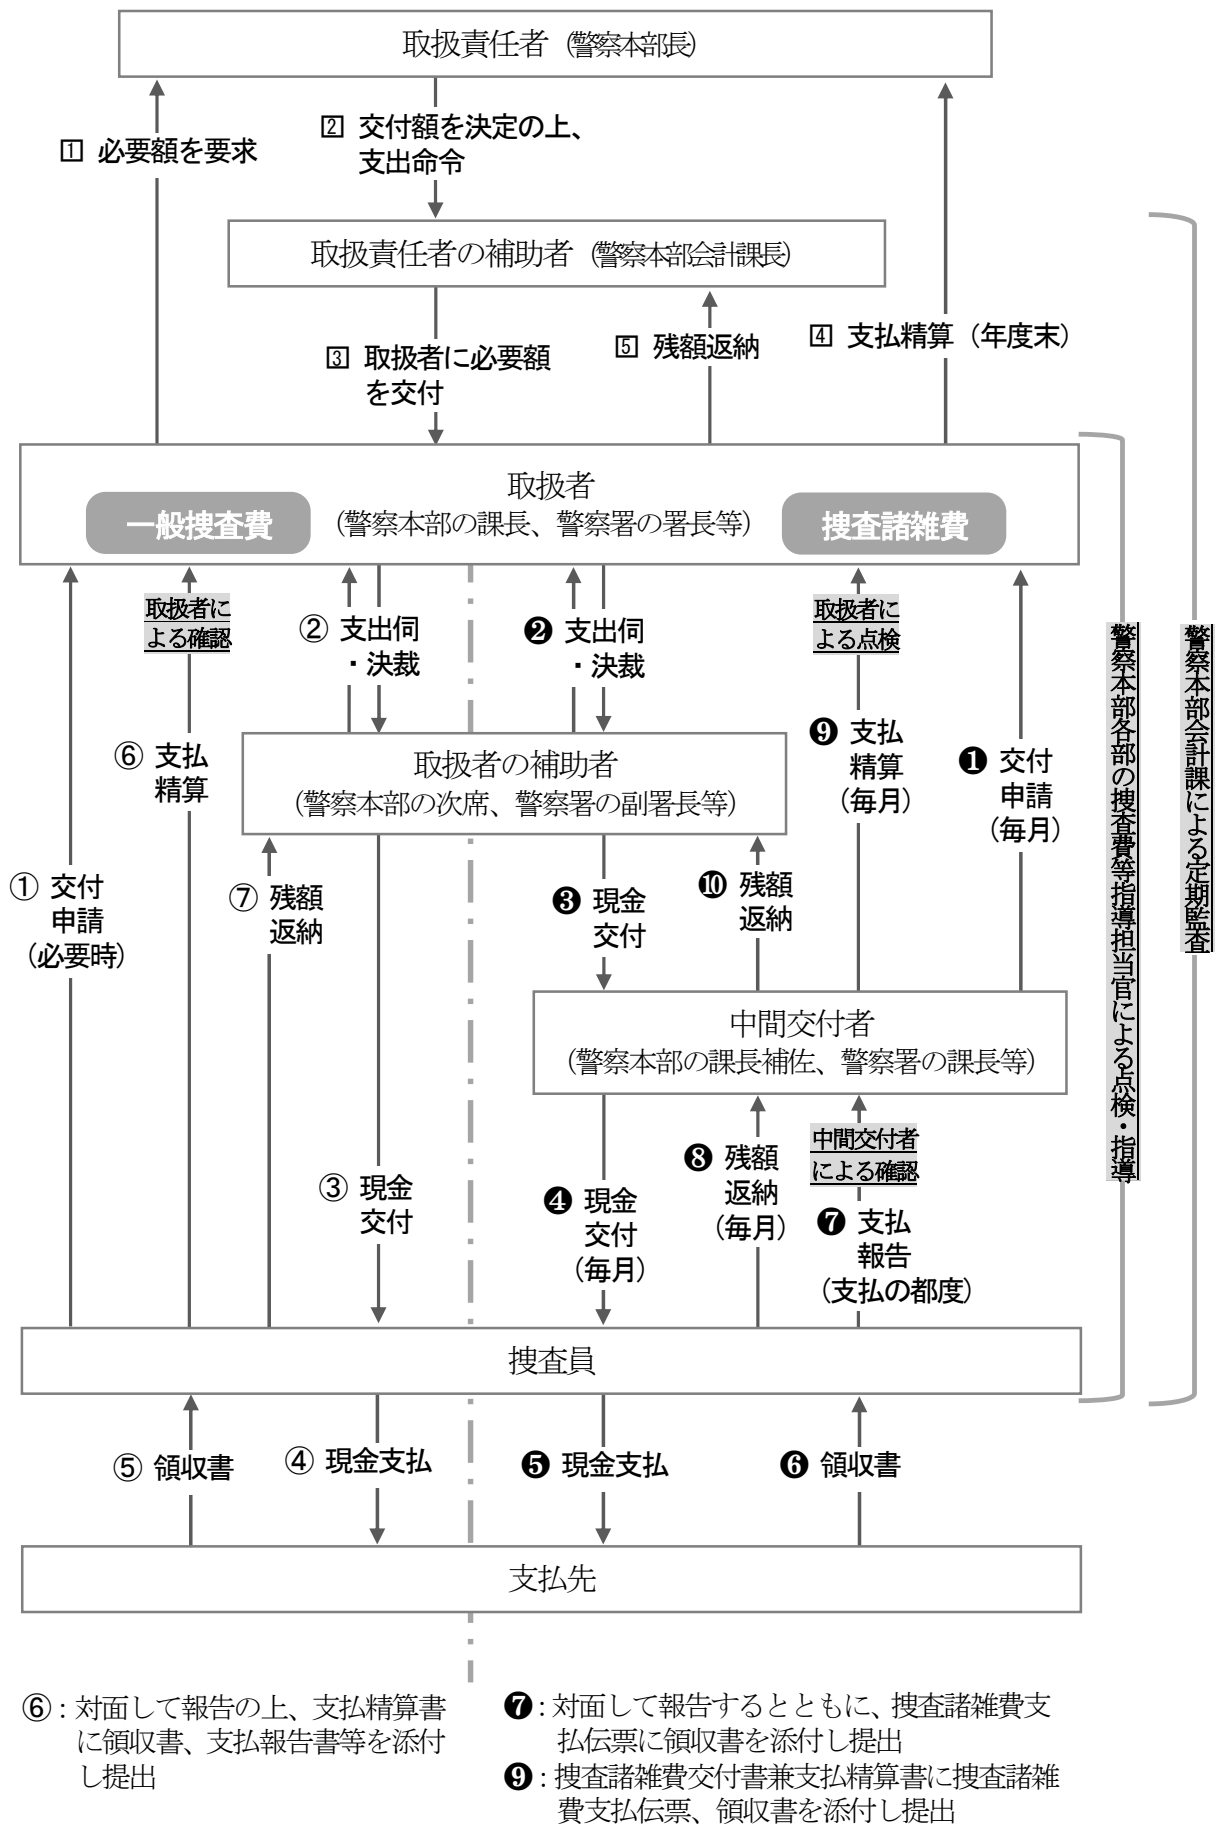 取扱責任者（警察本部長）
1 必要額を要求
2 交付額を決定の上、
支出命令
取扱責任者の補助者（警察本部会計課長）
3 取扱者に必要額
を交付
5 残額返納
4 支払精算（年度末）
取扱者
一般捜査費
（警察本部の課長、警察署の署長等）
捜査諸雑費
取扱者に
よる確認
② 支出伺
・決裁
❷ 支出伺
・決裁
取扱者に
よる点検
⑥ 支払
精算
❾ 支払
精算
（毎月）
❶ 交付
申請
（毎月）
取扱者の補助者
（警察本部の次席、警察署の副署長等）
① 交付
申請
（必要時）
⑦ 残額
返納
❸ 現金
交付
❿ 残額
返納
中間交付者
（警察本部の課長補佐、警察署の課長等）
③ 現金
交付
❹ 現金
交付
（毎月）
❽ 残額
返納
（毎月）
中間交付者
による確認
❼ 支払
報告
（支払の都度）
警察本部各部の捜査費等指導担当官による点検・指導
警察本部会計課による定期監査
捜査員
⑤ 領収書
④ 現金支払
❺ 現金支払
❻ 領収書
支払先
⑥：対面して報告の上、支払精算書
に領収書、支払報告書等を添付
し提出
❼：対面して報告するとともに、捜査諸雑費支
払伝票に領収書を添付し提出
❾：捜査諸雑費交付書兼支払精算書に捜査諸雑
費支払伝票、領収書を添付し提出